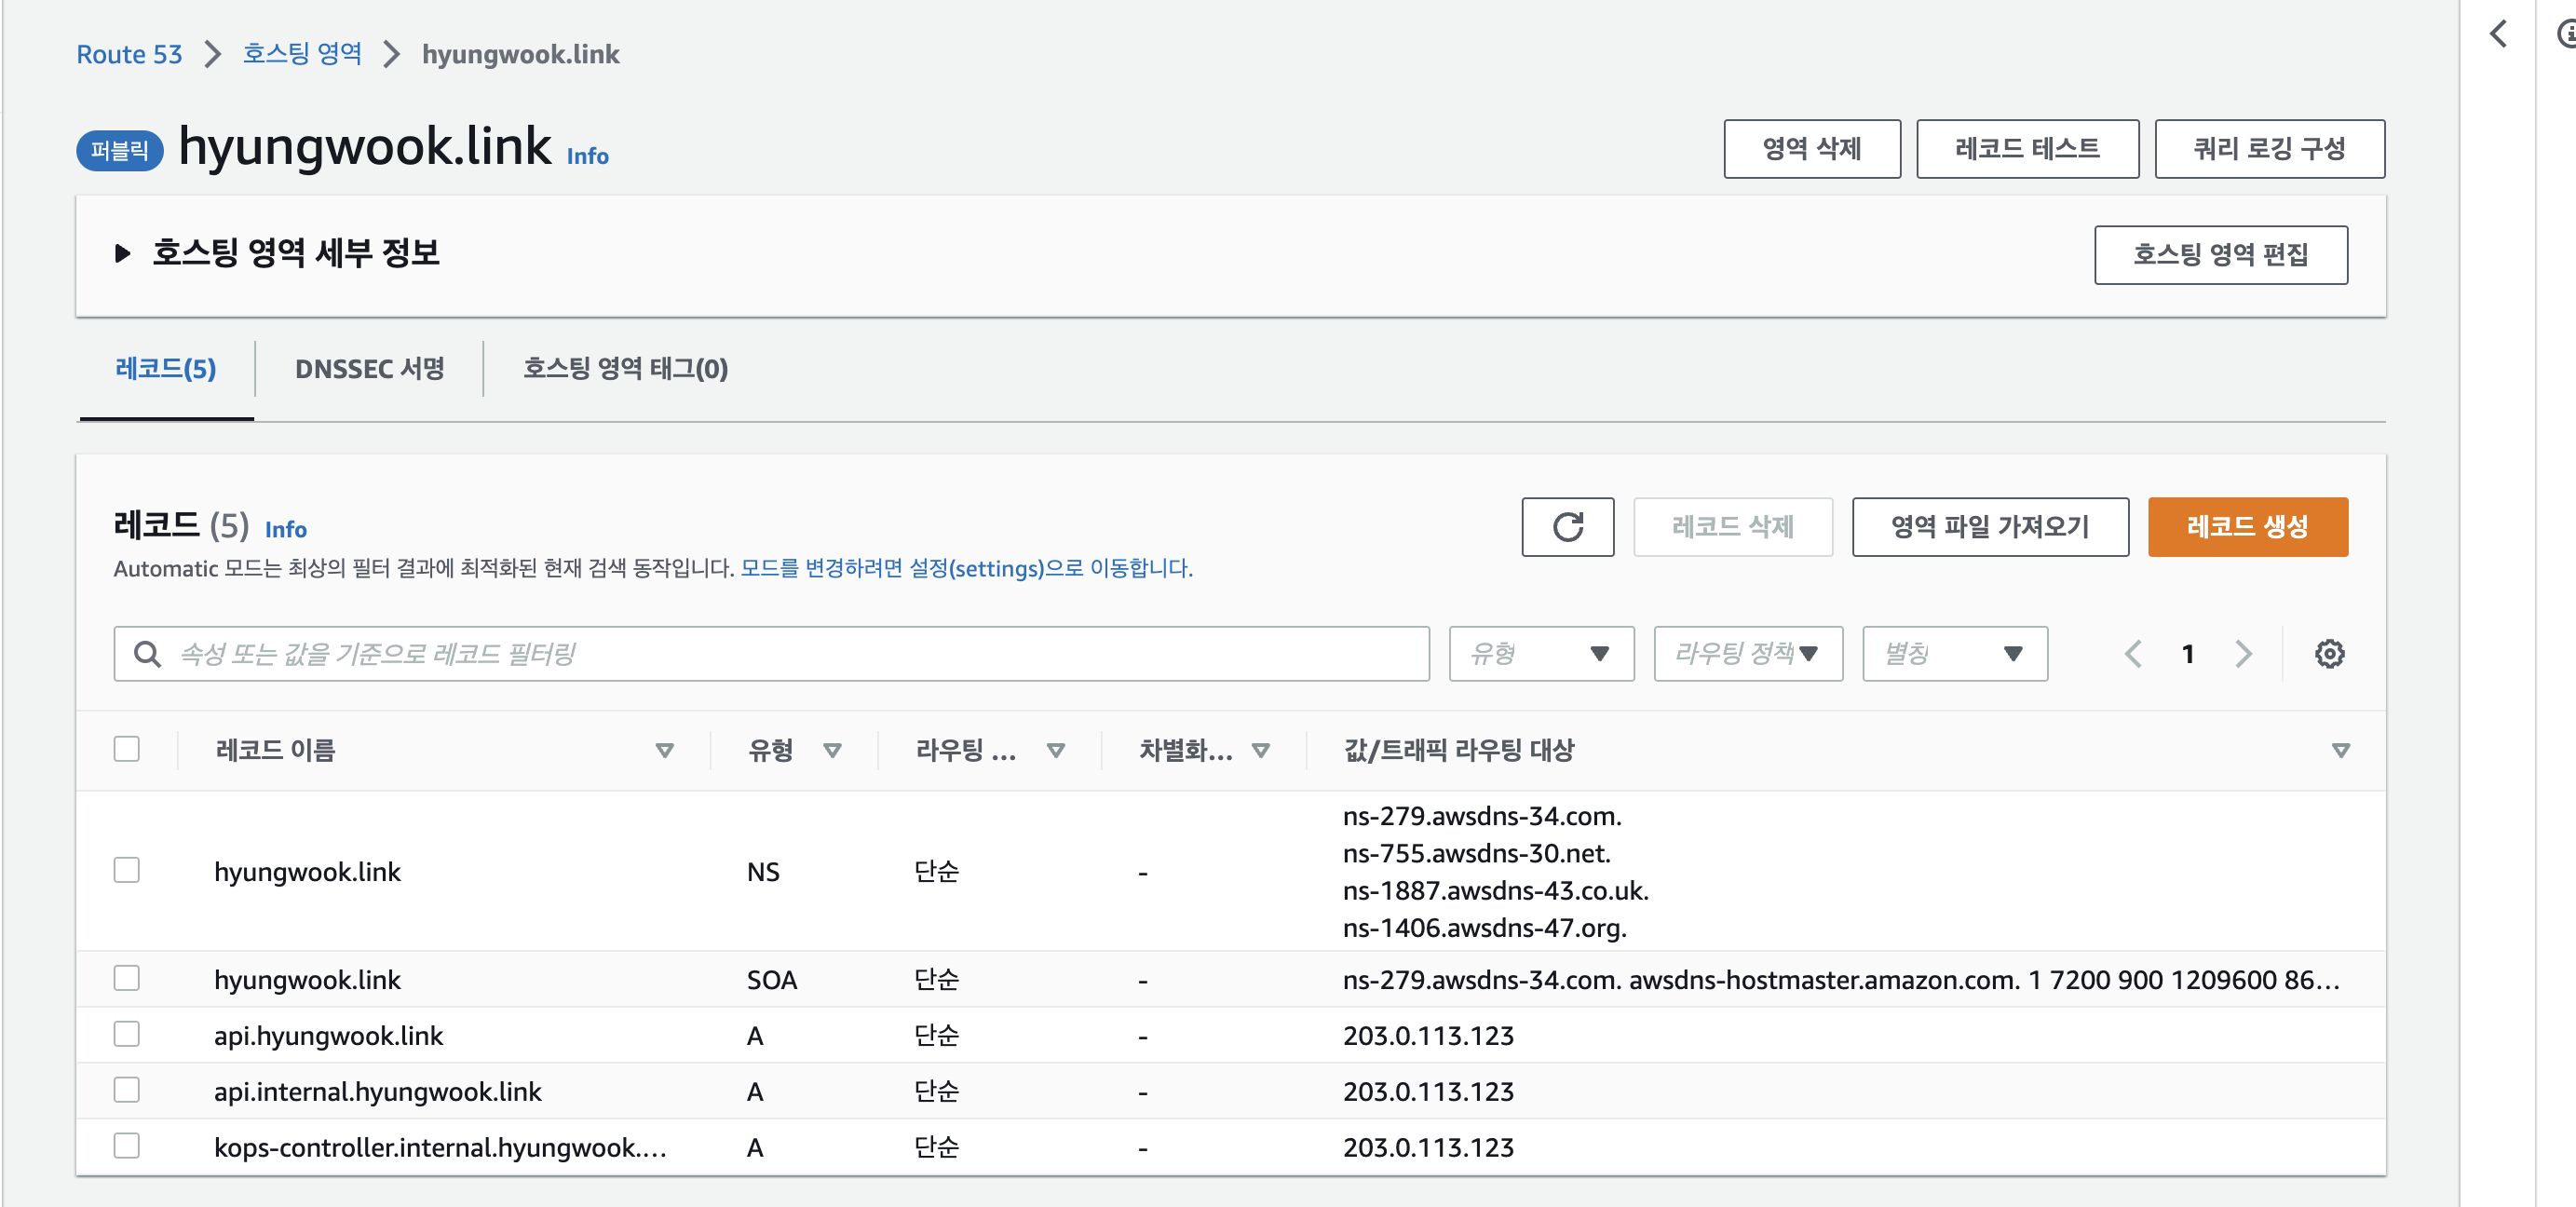 Route 53 > 호스팅 영역 > hyungwook.link
퍼블릭 hyungwook.link Info
영역 삭제 레코드 테스트 쿼리 로깅 구성
호스팅 영역 세부 정보 호스팅 영역 편집
레코드(5) DNSSEC 서명 호스팅 영역 태그(0)
레코드 (5) Info
레코드 삭제 영역 파일 가져오기 레코드 생성
Automatic 모드는 최상의 필터 결과에 최적화된 현재 검색 동작입니다. 모드를 변경하려면 설정(settings)으로 이동합니다.
속성 또는 값을 기준으로 레코드 필터링 유형 라우팅 정책 별칭 1
레코드 이름 유형 라우팅 ... 차별화... 값/트래픽 라우팅 대상
ns-279.awsdns-34.com.
ns-755.awsdns-30.net.
hyungwook.link NS 단순 -
ns-1887.awsdns-43.co.uk.
ns-1406.awsdns-47.org.
hyungwook.link SOA 단순 - ns-279.awsdns-34.com. awsdns-hostmaster.amazon.com. 1 7200 900 1209600 86...
api.hyungwook.link A 단순 - 203.0.113.123
api.internal.hyungwook.link A 단순 - 203.0.113.123
kops-controller.internal.hyungwook.... A 단순 - 203.0.113.123